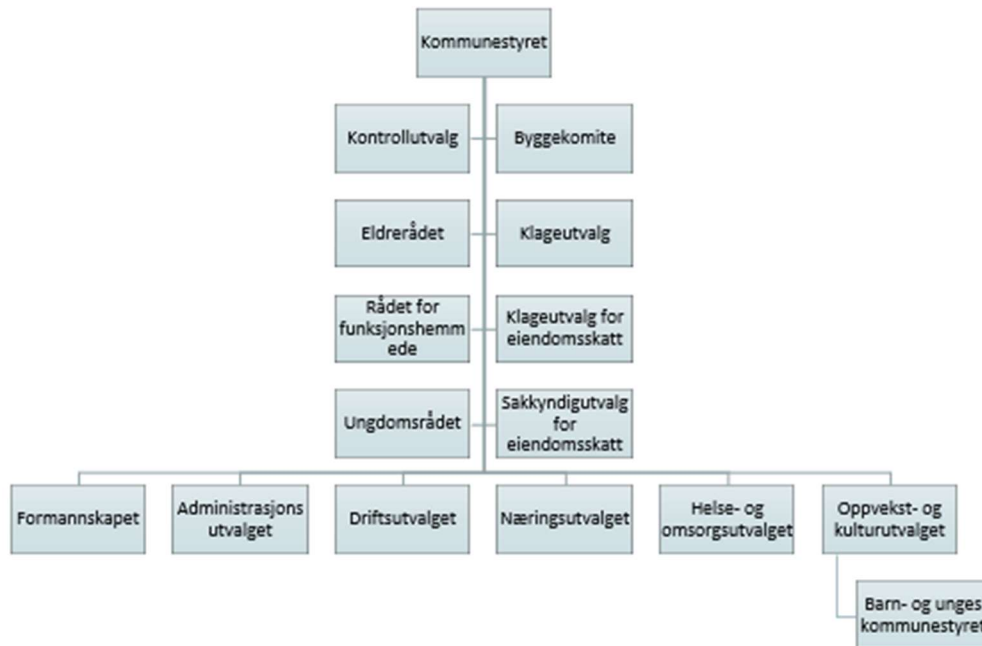 Kommunestyret
Kontrollutvalg
Byggekomite
Eldrerådet
Klageutvalg
Rådet for
funksjonshemm
ede
Klageutvalg for
eiendomsskatt
Ungdomsrådet
Sakkyndigutvalg
for
eiendomsskatt
Formannskapet
Administrasjons
utvalget
Driftsutvalget
Næringsutvalget
Helse- og
omsorgsutvalget
Oppvekst- og
kulturutvalget
Barn- og unges
kommunestyret